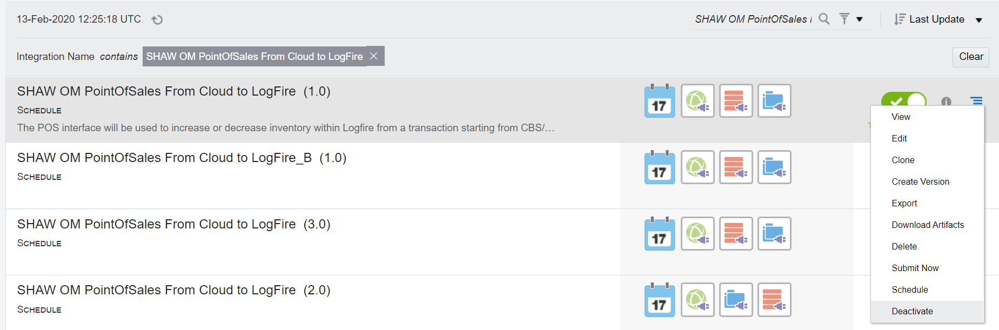 13-Feb-2020 12:25:18 UTC
SHAW OM PointOfSales
Last Update
Integration Name contains SHAW OM PointOfSales From Cloud to LogFire
Clear
SHAW OM PointOfSales From Cloud to LogFire (1.0)
SCHEDULE
The POS interface will be used to increase or decrease inventory within Logfire from a transaction starting from CBS/…
17
SHAW OM PointOfSales From Cloud to LogFire_B (1.0)
SCHEDULE
17
SHAW OM PointOfSales From Cloud to LogFire (3.0)
SCHEDULE
17
SHAW OM PointOfSales From Cloud to LogFire (2.0)
SCHEDULE
17
View
Edit
Clone
Create Version
Export
Download Artifacts
Delete
Submit Now
Schedule
Deactivate